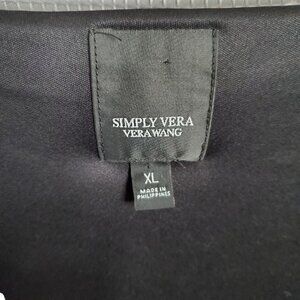 SIMPLY VERA
VERA WANG
XL
MADE IN
PHILIPPINES